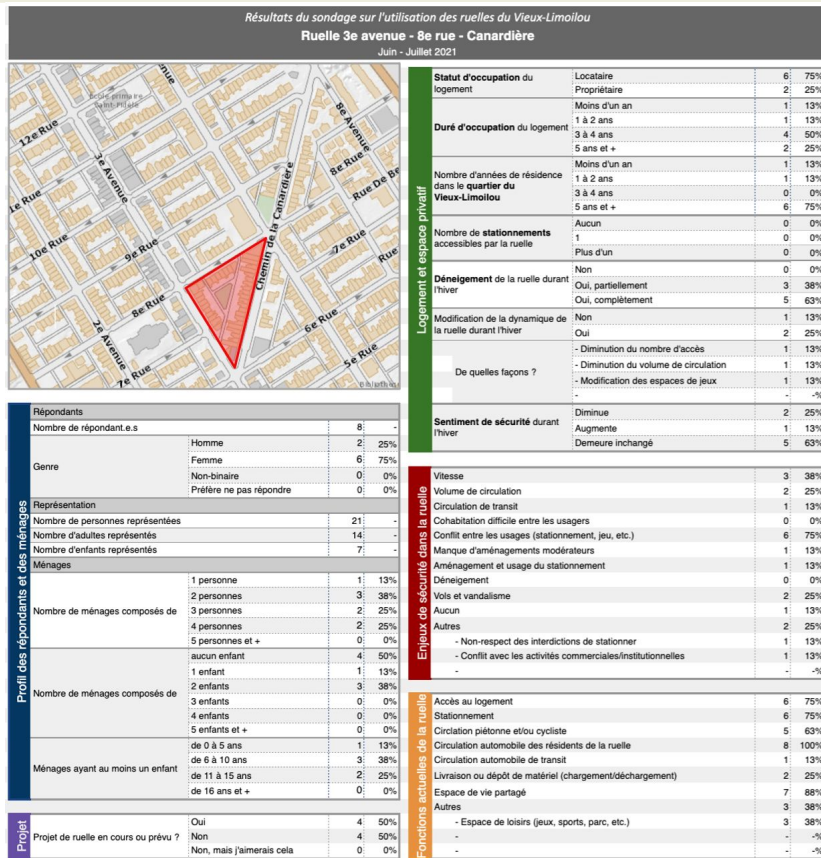 Résultats du sondage sur l'utilisation des ruelles du Vieux-Limoilou
Ruelle 3e avenue - 8e rue - Canardière
Juin - Juillet 2021
École primaire
Saint-Fidèle
12e Rue
3e Avenue
8e Avenue
8e Rue
Rue De Be
1e Rue
10e Rue
9e Rue
Chemin de la Canardière
7e Rue
Rue
8e Rue
6e Rue
2e Avenue
7e Rue
5e Rue
Bibliothèque
Logement et espace privatif
Statut d'occupation du logement
Locataire 6 75%
Propriétaire 2 25%
Duré d'occupation du logement
Moins d'un an 1 13%
1 à 2 ans 1 13%
3 à 4 ans 4 50%
5 ans et + 2 25%
Nombre d'années de résidence dans le quartier du Vieux-Limoilou
Moins d'un an 1 13%
1 à 2 ans 1 13%
3 à 4 ans 0 0%
5 ans et + 6 75%
Nombre de stationnements accessibles par la ruelle
Aucun 0 0%
1 0 0%
Plus d'un 0 0%
Déneigement de la ruelle durant l'hiver
Non 0 0%
Oui, partiellement 3 38%
Oui, complètement 5 63%
Modification de la dynamique de la ruelle durant l'hiver
Non 1 13%
Oui 2 25%
De quelles façons ?
- Diminution du nombre d'accès 1 13%
- Diminution du volume de circulation 1 13%
- Modification des espaces de jeux 1 13%
- - -%
Sentiment de sécurité durant l'hiver
Diminue 2 25%
Augmente 1 13%
Demeure inchangé 5 63%
Profil des répondants et des ménages
Répondants
Nombre de répondant.e.s 8 -
Genre
Homme 2 25%
Femme 6 75%
Non-binaire 0 0%
Préfère ne pas répondre 0 0%
Représentation
Nombre de personnes représentées 21 -
Nombre d'adultes représentés 14 -
Nombre d'enfants représentés 7 -
Ménages
Nombre de ménages composés de
1 personne 1 13%
2 personnes 3 38%
3 personnes 2 25%
4 personnes 2 25%
5 personnes et + 0 0%
Nombre de ménages composés de
aucun enfant 4 50%
1 enfant 1 13%
2 enfants 3 38%
3 enfants 0 0%
4 enfants 0 0%
5 enfants et + 0 0%
Ménages ayant au moins un enfant
de 0 à 5 ans 1 13%
de 6 à 10 ans 3 38%
de 11 à 15 ans 2 25%
de 16 ans et + 0 0%
Projet
Projet de ruelle en cours ou prévu ?
Oui 4 50%
Non 4 50%
Non, mais j'aimerais cela 0 0%
Enjeux de sécurité dans la ruelle
Vitesse 3 38%
Volume de circulation 2 25%
Circulation de transit 1 13%
Cohabitation difficile entre les usagers 0 0%
Conflit entre les usages (stationnement, jeu, etc.) 6 75%
Manque d'aménagements modérateurs 1 13%
Aménagement et usage du stationnement 1 13%
Déneigement 0 0%
Vols et vandalisme 2 25%
Aucun 1 13%
Autres 2 25%
- Non-respect des interdictions de stationner 1 13%
- Conflit avec les activités commerciales/institutionnelles 1 13%
- - -%
Fonctions actuelles de la ruelle
Accès au logement 6 75%
Stationnement 6 75%
Circlation piétonne et/ou cycliste 5 63%
Circulation automobile des résidents de la ruelle 8 100%
Circulation automobile de transit 1 13%
Livraison ou dépôt de matériel (chargement/déchargement) 2 25%
Espace de vie partagé 7 88%
Autres 3 38%
- Espace de loisirs (jeux, sports, parc, etc.) 3 38%
- - -%
- - -%